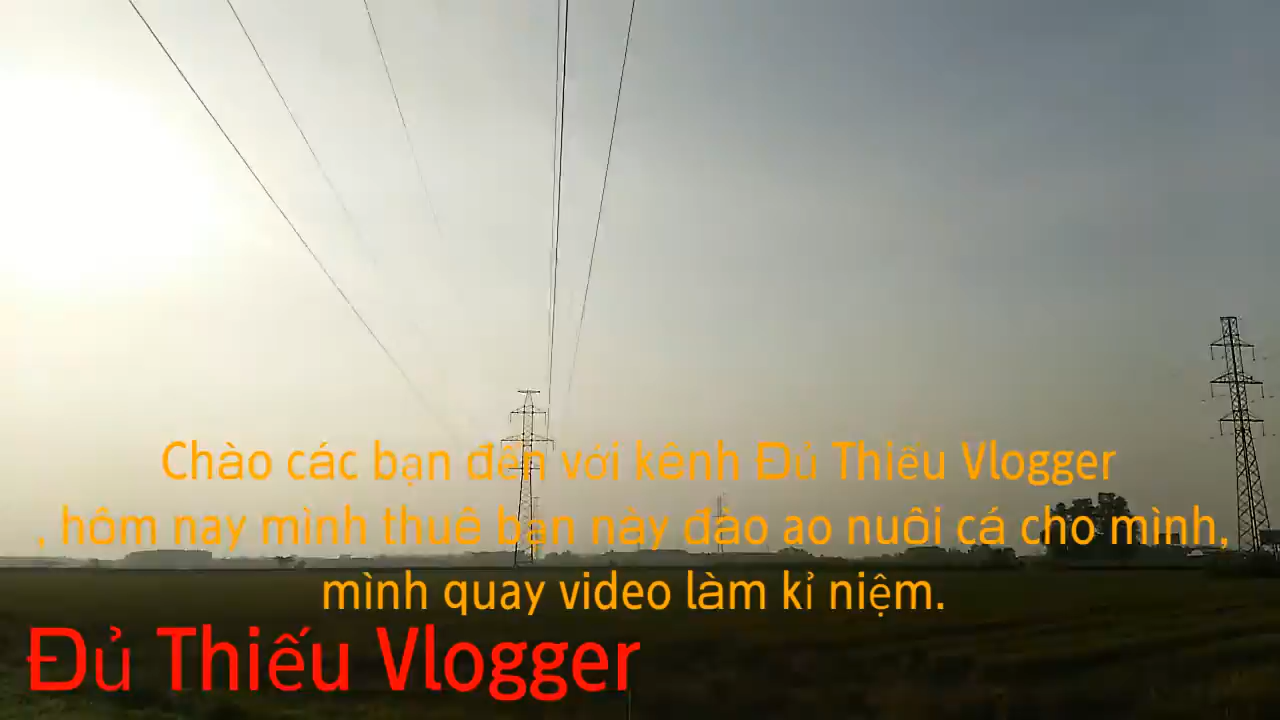 Chào các bạn đến với kênh Đủ Thiếu Vlogger
, hôm nay mình thuê bạn này đào ao nuôi cá cho mình,
mình quay video làm kỉ niệm.
Đủ Thiếu Vlogger